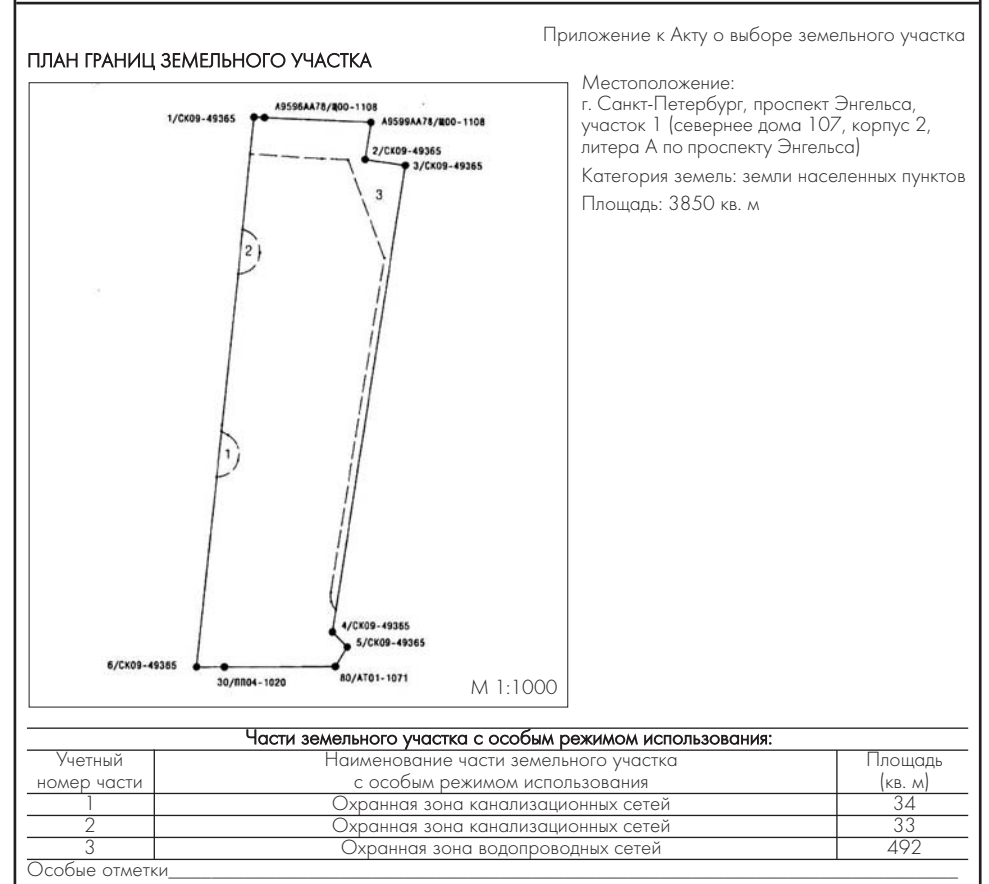 Приложение к Акту о выборе земельного участка
ПЛАН ГРАНИЦ ЗЕМЕЛЬНОГО УЧАСТКА
Местоположение:
г. Санкт-Петербург, проспект Энгельса,
участок 1 (севернее дома 107, корпус 2,
литера А по проспекту Энгельса)
Категория земель: земли населенных пунктов
Площадь: 3850 кв. м
А9596АА78/Ш00-1108
1/СК09-49365
А9599АА78/Ш00-1108
2/СК09-49365
3/СК09-49365
3
2
1
4/СК09-49365
5/СК09-49365
6/СК09-49365
30/ПП04-1020
80/АТ01-1071
М 1:1000
Части земельного участка с особым режимом использования:
Учетный номер части
Наименование части земельного участка с особым режимом использования
Площадь (кв. м)
1 Охранная зона канализационных сетей 34
2 Охранная зона канализационных сетей 33
3 Охранная зона водопроводных сетей 492
Особые отметки